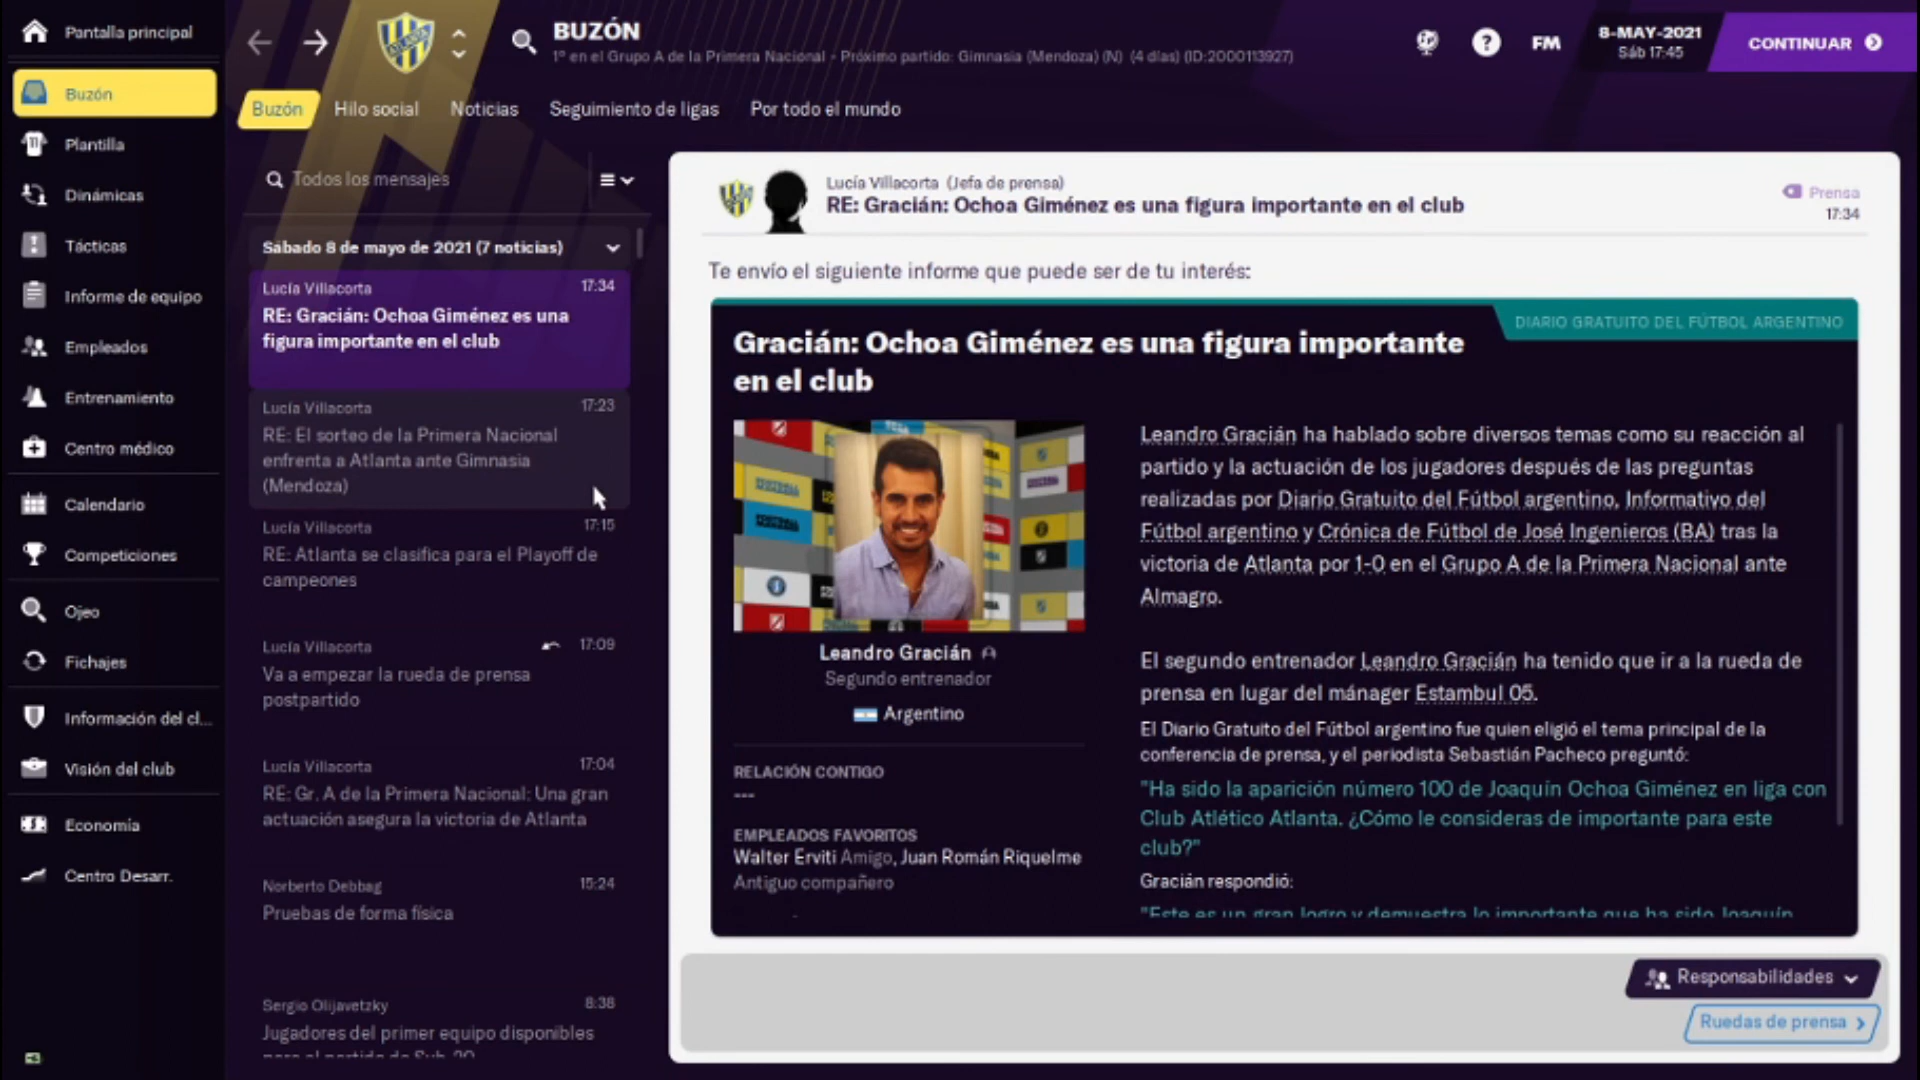 Pantalla principal
Buzón
Plantilla
Dinámicas
Tácticas
Informe de equipo
Empleados
Entrenamiento
Centro médico
Calendario
Competiciones
Ojeo
Fichajes
Información del cl...
Visión del club
Economía
Centro Desarr.
BUZÓN
1º en el Grupo A de la Primera Nacional - Próximo partido: Gimnasia (Mendoza) (N) (4 días) (ID:2000113927)
FM
8-MAY-2021
Sáb 17:45
CONTINUAR
Buzón
Hilo social
Noticias
Seguimiento de ligas
Por todo el mundo
Todos los mensajes
Sábado 8 de mayo de 2021 (7 noticias)
Lucía Villacorta 17:34
RE: Gracián: Ochoa Giménez es una
figura importante en el club
Lucía Villacorta 17:23
RE: El sorteo de la Primera Nacional
enfrenta a Atlanta ante Gimnasia
(Mendoza)
Lucía Villacorta 17:15
RE: Atlanta se clasifica para el Playoff de
campeones
Lucía Villacorta 17:09
Va a empezar la rueda de prensa
postpartido
Lucía Villacorta 17:04
RE: Gr. A de la Primera Nacional: Una gran
actuación asegura la victoria de Atlanta
Norberto Debbag 15:24
Pruebas de forma física
Sergio Olijavetzky 8:38
Jugadores del primer equipo disponibles
para el partido de Sub-20
Lucía Villacorta (Jefa de prensa)
RE: Gracián: Ochoa Giménez es una figura importante en el club
Prensa
17:34
Te envío el siguiente informe que puede ser de tu interés:
DIARIO GRATUITO DEL FÚTBOL ARGENTINO
Gracián: Ochoa Giménez es una figura importante
en el club
Leandro Gracián
Segundo entrenador
Argentino
RELACIÓN CONTIGO
---
EMPLEADOS FAVORITOS
Walter Erviti Amigo, Juan Román Riquelme
Antiguo compañero
Leandro Gracián ha hablado sobre diversos temas como su reacción al
partido y la actuación de los jugadores después de las preguntas
realizadas por Diario Gratuito del Fútbol argentino, Informativo del
Fútbol argentino y Crónica de Fútbol de José Ingenieros (BA) tras la
victoria de Atlanta por 1-0 en el Grupo A de la Primera Nacional ante
Almagro.
El segundo entrenador Leandro Gracián ha tenido que ir a la rueda de
prensa en lugar del mánager Estambul 05.
El Diario Gratuito del Fútbol argentino fue quien eligió el tema principal de la
conferencia de prensa, y el periodista Sebastián Pacheco preguntó:
"Ha sido la aparición número 100 de Joaquín Ochoa Giménez en liga con
Club Atlético Atlanta. ¿Cómo le consideras de importante para este
club?"
Gracián respondió:
"Este es un gran logro y demuestra lo importante que ha sido Joaquín
Responsabilidades
Ruedas de prensa